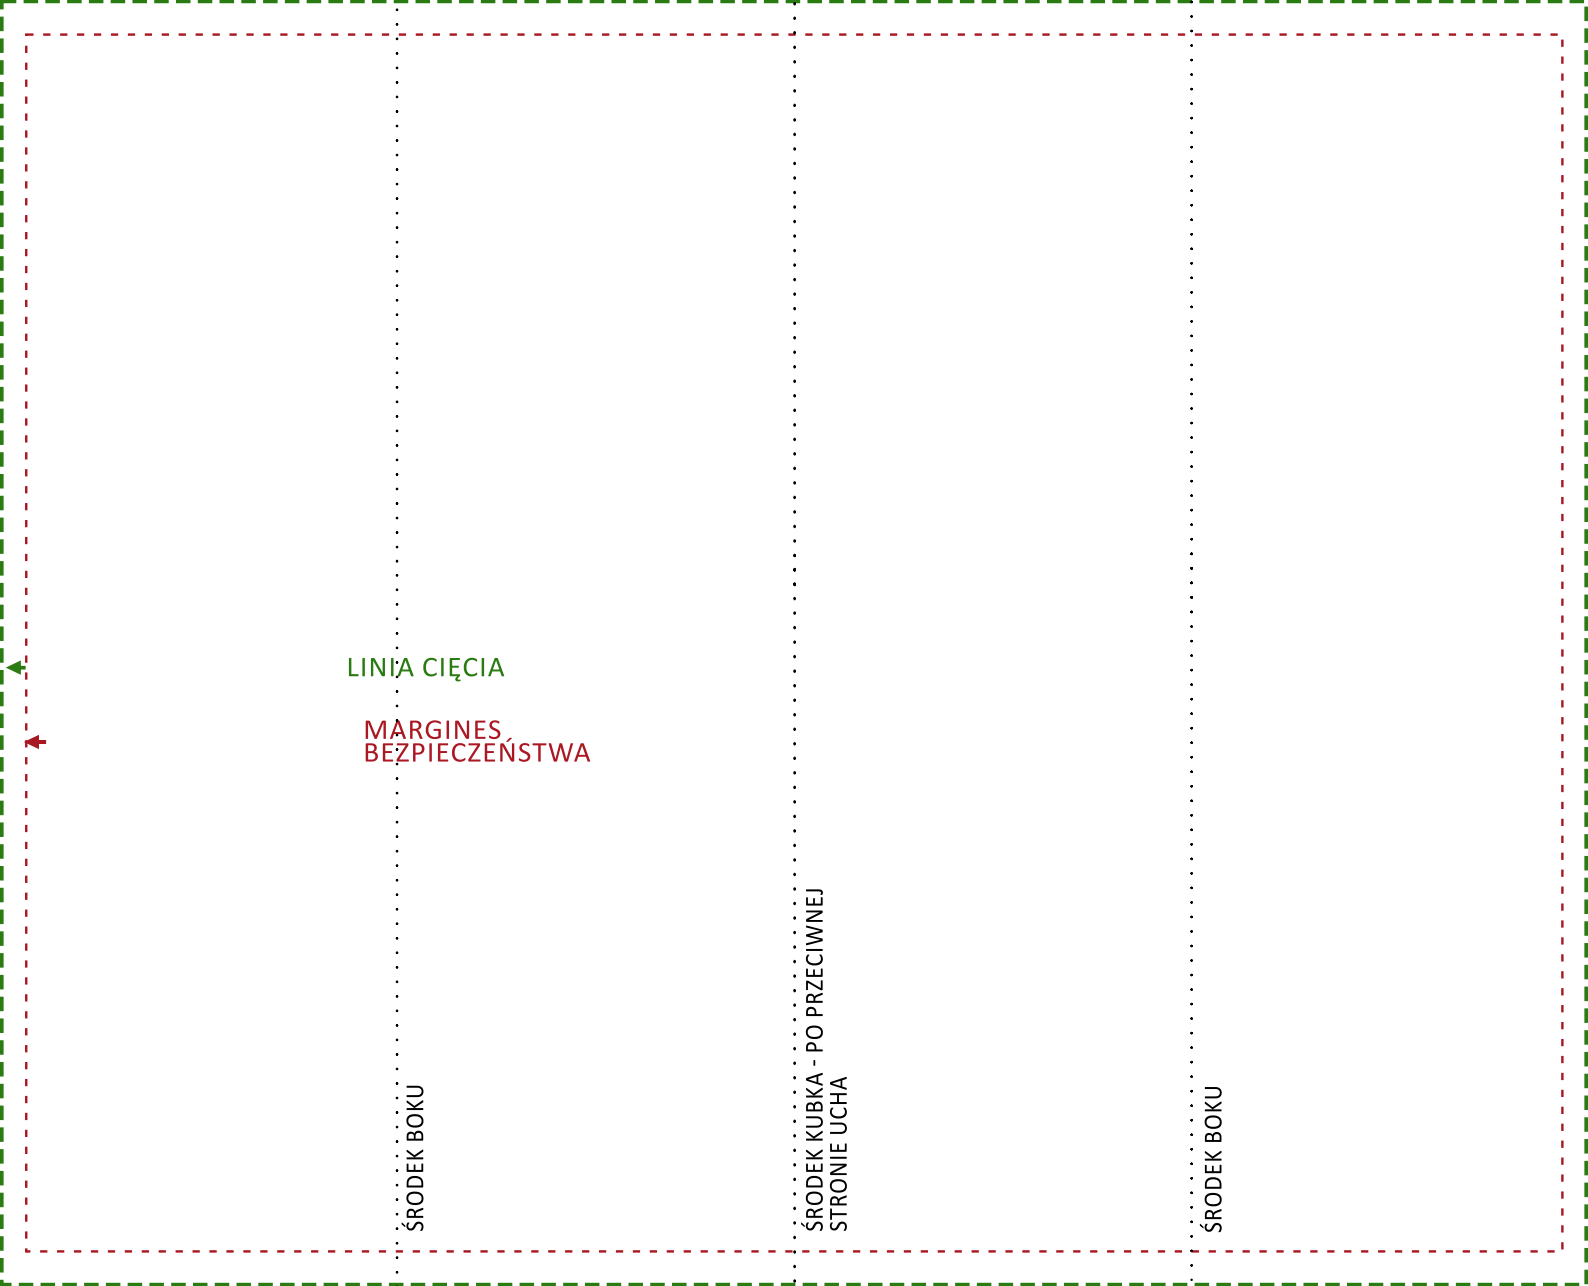 LINIA CIĘCIA
MARGINES
BEZPIECZEŃSTWA
ŚRODEK BOKU
ŚRODEK KUBKA - PO PRZECIWNEJ
STRONIE UCHA
ŚRODEK BOKU